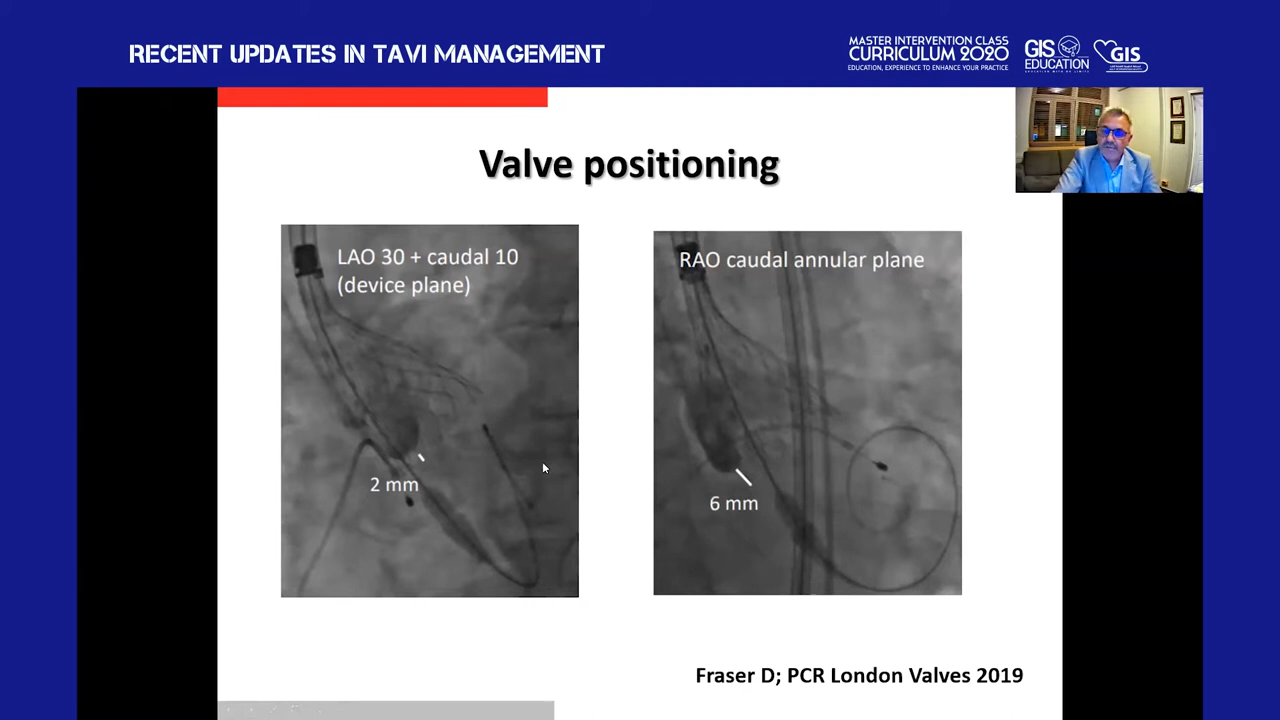 RECENT UPDATES IN TAVI MANAGEMENT
MASTER INTERVENTION CLASS
CURRICULUM 2020
EDUCATION, EXPERIENCE TO ENHANCE YOUR PRACTICE
GIS
EDUCATION
GIS
Valve positioning
LAO 30 + caudal 10
(device plane)
2 mm
RAO caudal annular plane
6 mm
Fraser D; PCR London Valves 2019